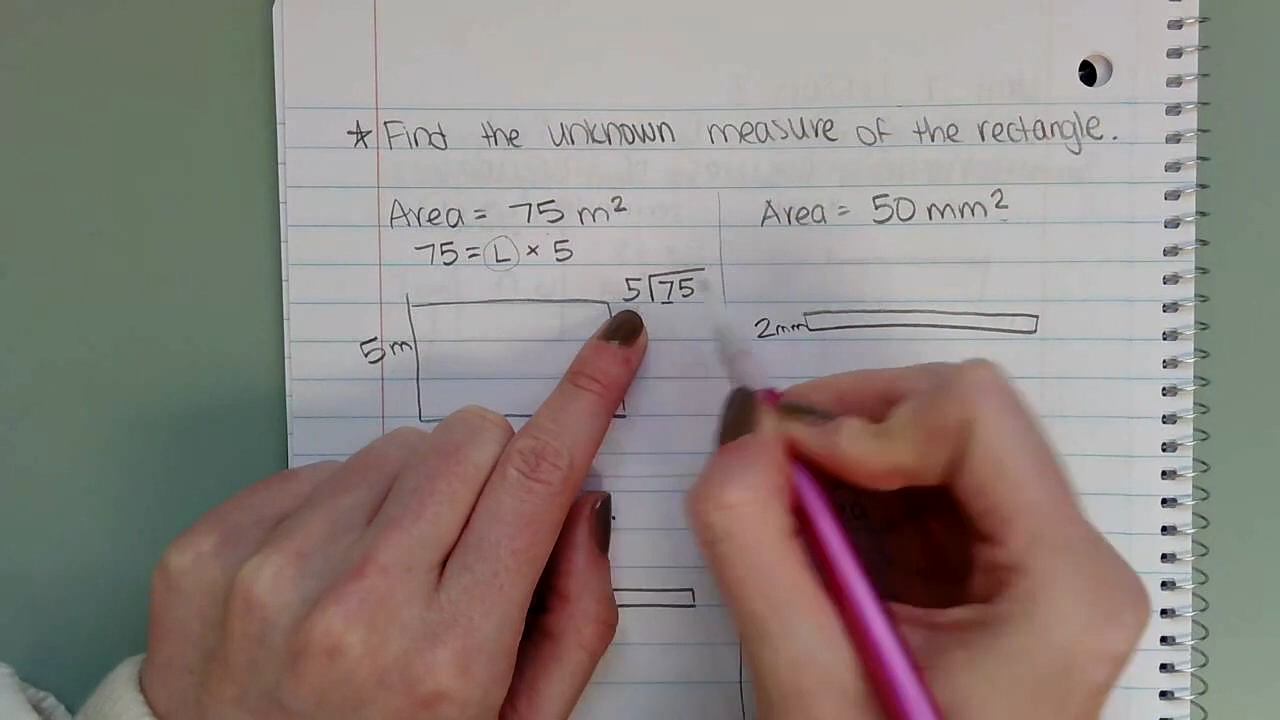 ☆ Find the unknown measure of the rectangle.
Area = 75 m²
75 = L × 5
5√75
5m
Area = 50 mm²
2mm